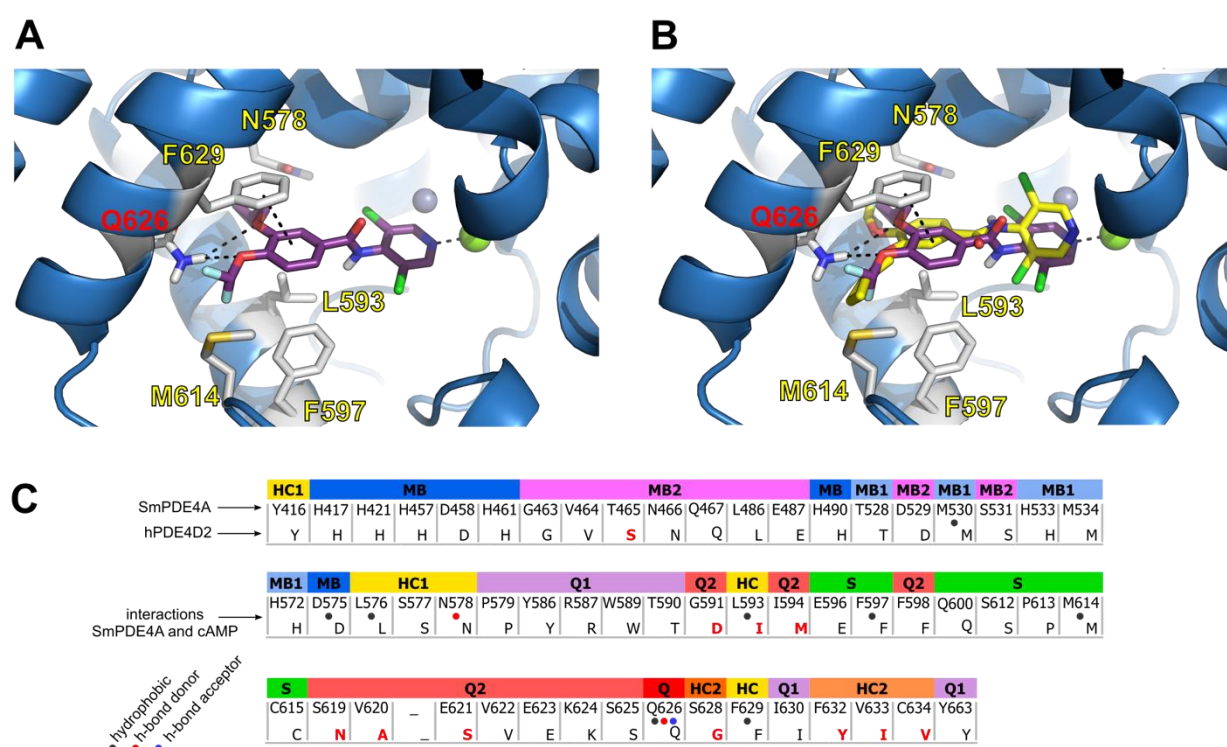 A
B
N578
F629
Q626
L593
M614
F597
N578
F629
Q626
L593
M614
F597
C
HC1 MB MB2 MB MB1 MB2 MB1 MB2 MB1
SmPDE4A Y416 H417 H421 H457 D458 H461 G463 V464 T465 N466 Q467 L486 E487 H490 T528 D529 M530 S531 H533 M534
hPDE4D2 Y H H H D H G V S N Q L E H T D M S H M
MB1 MB HC1 Q1 Q2 HC Q2 S Q2 S
interactions H572 D575 L576 S577 N578 P579 Y586 R587 W589 T590 G591 L593 I594 E596 F597 F598 Q600 S612 P613 M614
SmPDE4A and cAMP H D L S N P Y R W T D I M E F F Q S P M
S Q2 Q HC2 HC Q1 HC2 Q1
C615 S619 V620 _ E621 V622 E623 K624 S625 Q626 S628 F629 I630 F632 V633 C634 Y663
C N A _ S V E K S Q G F I Y I V Y
hydrophobic
h-bond donor
h-bond acceptor